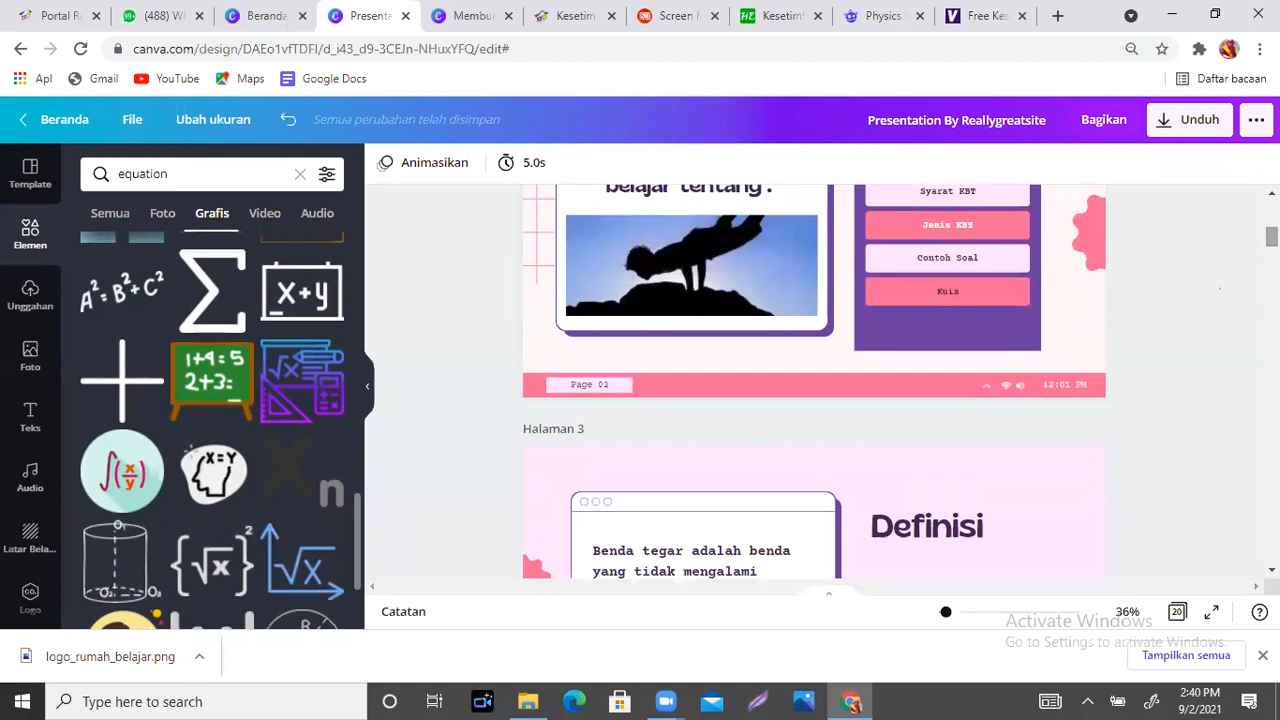 (488) W
Beranda
Presenta
Membu
Kesetim
Screen M
HE
Kesetim
Physics
Free Kes
canva.com/design/DAEo1vfTDFI/d_i43_d9-3CEJn-NHuxYFQ/edit#
Apl
Gmail
YouTube
Maps
Google Docs
Daftar bacaan
Beranda
File
Ubah ukuran
Semua perubahan telah disimpan
Presentation By Reallygreatsite
Bagikan
Unduh
Template
Elemen
Unggahan
Foto
Teks
Audio
Latar Bela...
Logo
equation
Semua
Foto
Grafis
Video
Audio
A²=B²+C²
Σ
X+y
1+4=5
2+3=
√x
∫(x/y)
X=Y
X n
{√x}²
√x
Animasikan
5.0s
belajar tentang :
Syarat KBT
Jenis KBT
Contoh Soal
Kuis
Page 02
12:01 PM
Halaman 3
Benda tegar adalah benda
yang tidak mengalami
Definisi
Catatan
36%
20
Activate Windows
Go to Settings to activate Windows.
logo_rumah_belajar.png
Tampilkan semua
Type here to search
2:40 PM
9/2/2021